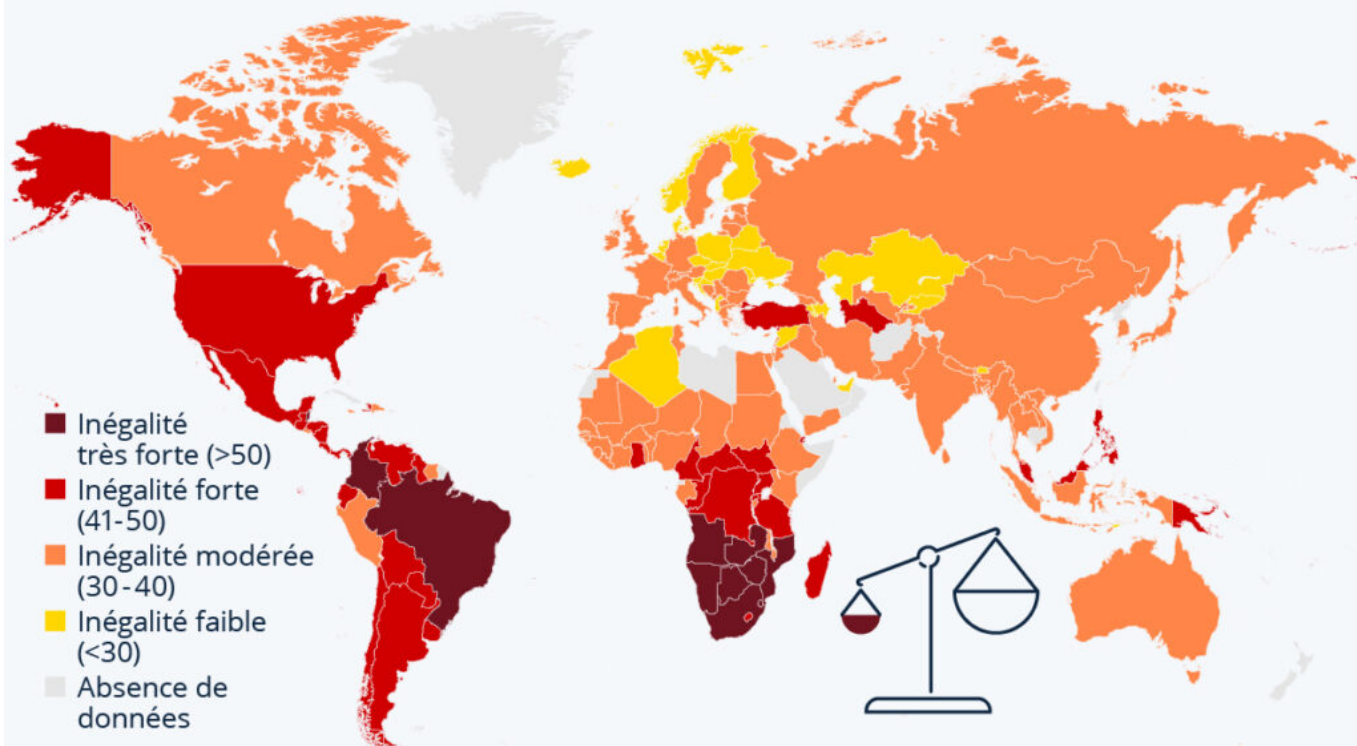 Inégalité
très forte (>50)
Inégalité forte
(41-50)
Inégalité modérée
(30-40)
Inégalité faible
(<30)
Absence de
données